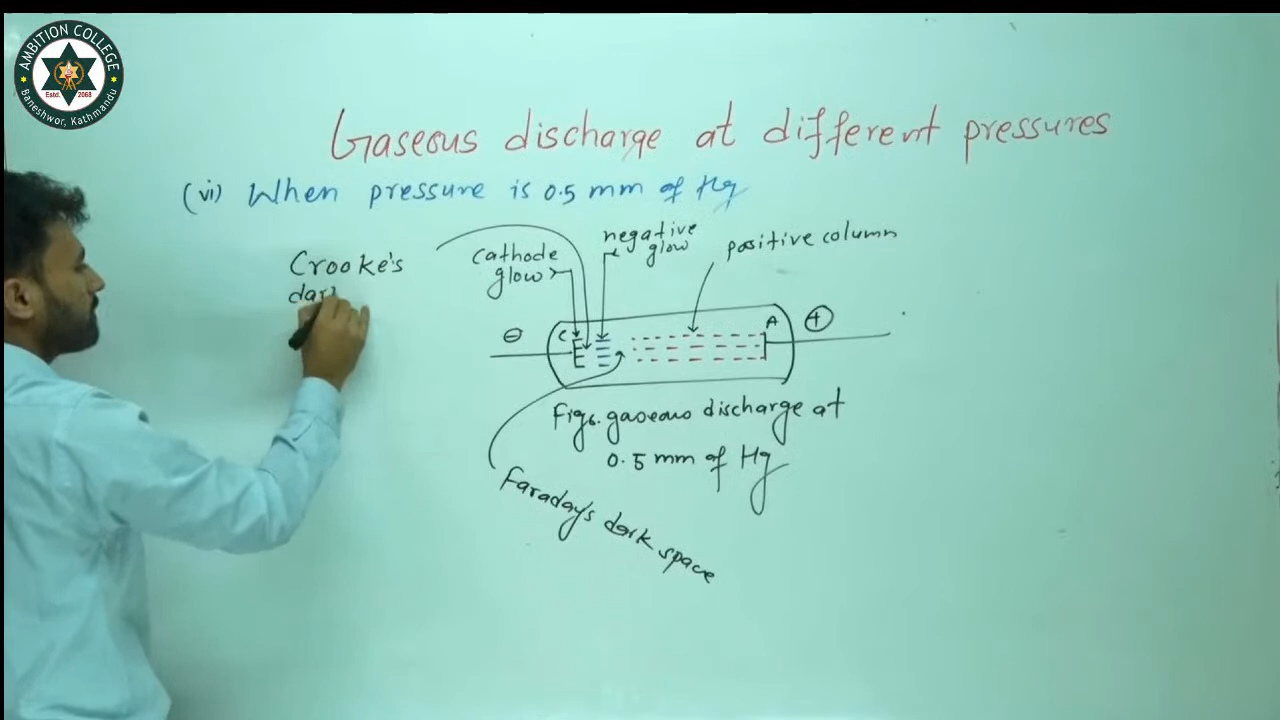 AMBITION COLLEGE
Estd. 2068
Baneshwor, Kathmandu
Gaseous discharge at different pressures
(vi) When pressure is 0.5 mm of Hg
Crooke's
dar
cathode
glow
negative
glow
positive column
⊖
C
A
⊕
Fig. gaseous discharge at
0.5 mm of Hg
Faraday's dark space